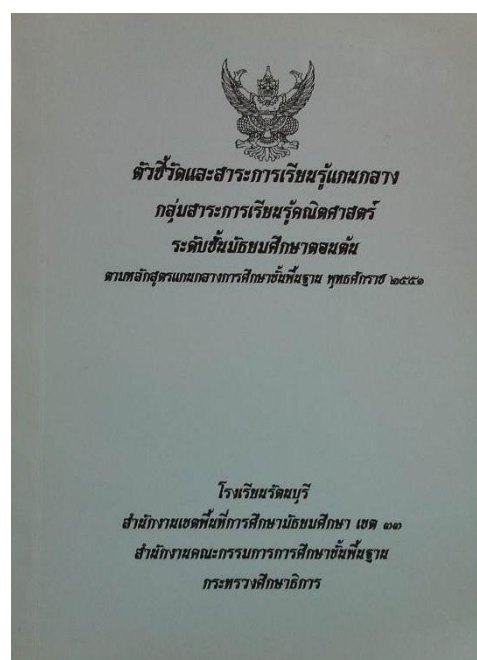 ตัวชี้วัดและสาระการเรียนรู้แกนกลาง
กลุ่มสาระการเรียนรู้คณิตศาสตร์
ระดับชั้นมัธยมศึกษาตอนต้น
ตามหลักสูตรแกนกลางการศึกษาขั้นพื้นฐาน พุทธศักราช ๒๕๕๑
โรงเรียนรัตนบุรี
สำนักงานเขตพื้นที่การศึกษามัธยมศึกษา เขต ๓๓
สำนักงานคณะกรรมการการศึกษาขั้นพื้นฐาน
กระทรวงศึกษาธิการ